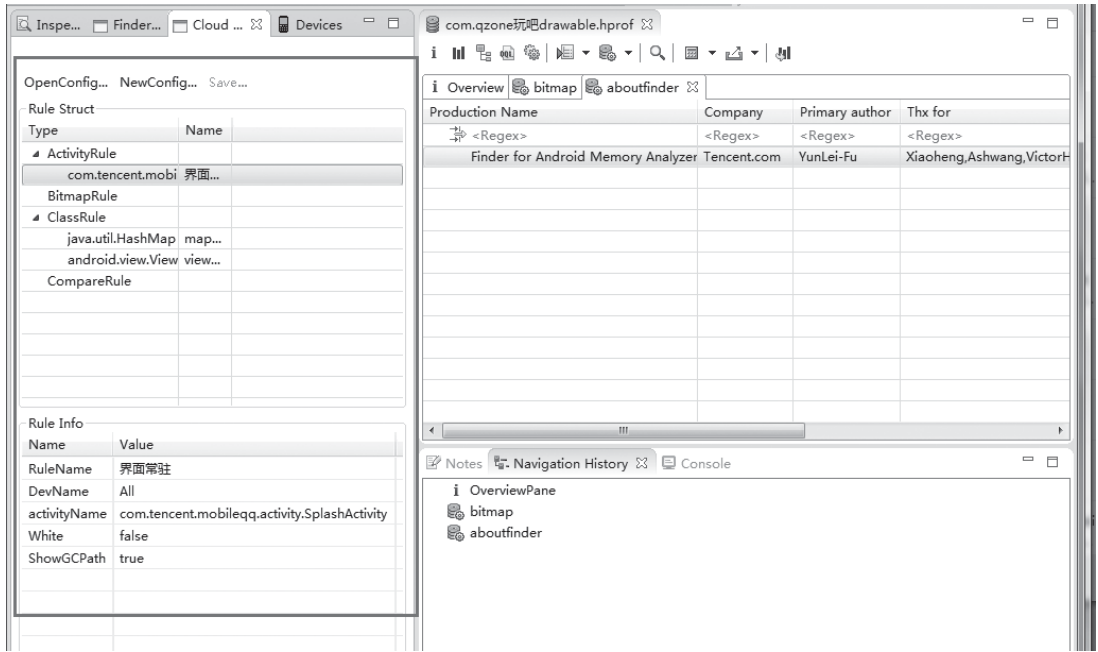 Inspe... Finder... Cloud ... Devices
OpenConfig... NewConfig... Save...
Rule Struct
Type Name
ActivityRule
com.tencent.mobi 界面...
BitmapRule
ClassRule
java.util.HashMap map...
android.view.View view...
CompareRule
Rule Info
Name Value
RuleName 界面常驻
DevName All
activityName com.tencent.mobileqq.activity.SplashActivity
White false
ShowGCPath true
com.qzone玩吧drawable.hprof
i OQL
i Overview bitmap aboutfinder
Production Name Company Primary author Thx for
<Regex> <Regex> <Regex> <Regex>
Finder for Android Memory Analyzer Tencent.com YunLei-Fu Xiaoheng,Ashwang,VictorH
Notes Navigation History Console
i OverviewPane
bitmap
aboutfinder